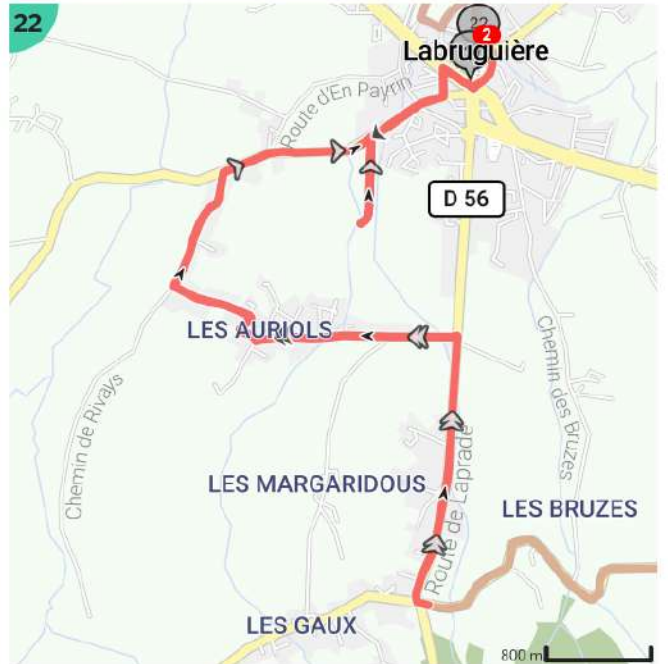 22
22
2
Labruguière
Route d'En Payrin
D 56
LES AURIOLS
Chemin de Rivays
Chemin des Bruzes
Route de Laprade
LES MARGARIDOUS
LES BRUZES
LES GAUX
800 m